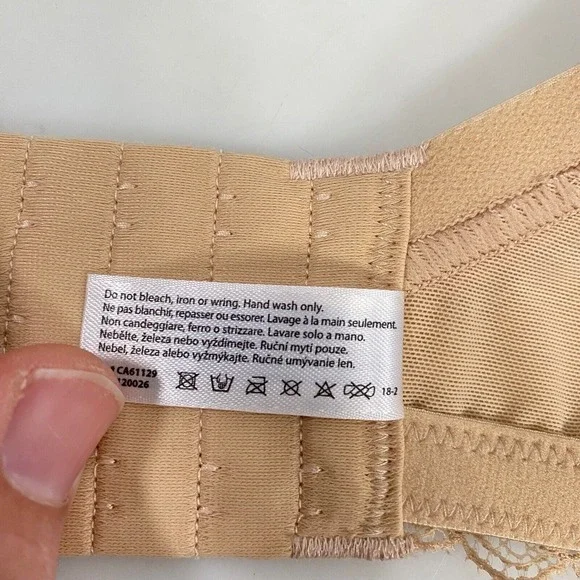 Do not bleach, iron or wring. Hand wash only.
Ne pas blanchír, repasser ou essorer. Lavage à la main seulement.
Non candeggiare, ferro o strizzare. Lavare solo a mano.
Neběłte, železa nebo vyždímejte. Ruční mytí pouze.
Nebel, železa alebo vyžmýkajte. Ručné umývanie len.
CA61129
120026
18-2